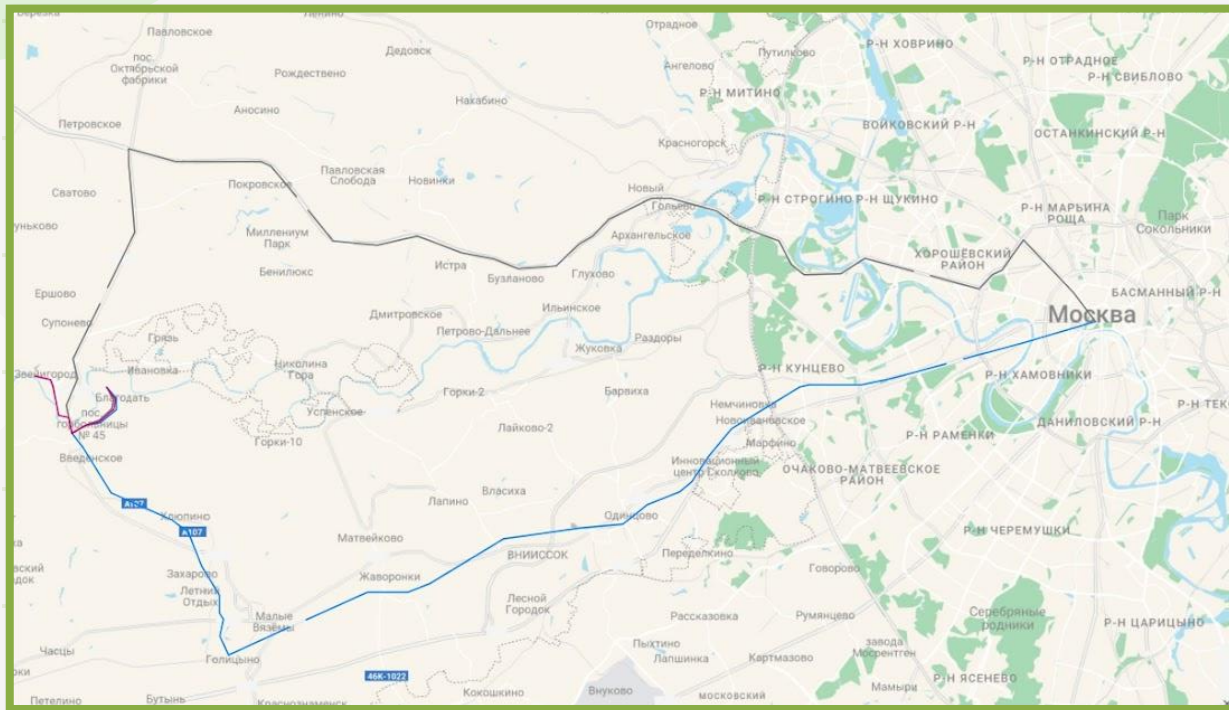 Павловское
Дедовск
Отрадное
Путилково
Р-Н ХОВРИНО
пос.
Октябрьской
фабрики
Рождествено
Ангелово
Р-Н ОТРАДНОЕ
Р-Н СВИБЛОВО
Аносино
Нахабино
Р-Н МИТИНО
Петровское
ВОЙКОВСКИЙ Р-Н
ОСТАНКИНСКИЙ Р-Н
Красногорск
Павловская
Слобода
Новинки
Покровское
Сватово
Новый
Гольево
Р-Н СТРОГИНО
Р-Н ЩУКИНО
Р-Н МАРЬИНА
РОЩА
Парк
Сокольники
Миллениум
Парк
Архангельское
ХОРОШЁВСКИЙ
РАЙОН
Бенилюкс
Истра
Бузланово
Глухово
БАСМАННЫЙ Р-Н
Ершово
Москва
Супонево
Дмитровское
Ильинское
Грязь
Петрово-Дальнее
Раздоры
Жуковка
Звенигород
Ивановка
Николина
Гора
Р-Н КУНЦЕВО
Р-Н ХАМОВНИКИ
Благодать
Горки-2
Барвиха
Немчиновка
пос.
горбольницы
№ 45
Успенское
Новоивановское
ДАНИЛОВСКИЙ Р-Н
Горки-10
Лайково-2
Марфино
Р-Н РАМЕНКИ
Введенское
Инновационный
центр Сколково
ОЧАКОВО-МАТВЕЕВСКОЕ
РАЙОН
Власиха
Лапино
А107
Хлюпино
Одинцово
А107
Матвейково
Р-Н ЧЕРЕМУШКИ
ВНИИССОК
Переделкино
Говорово
Захарово
Жаворонки
Летний
Отдых
Лесной
Городок
Малые
Вязёмы
Рассказовка
Румянцево
Серебряные
родники
Р-Н ЦАРИЦЫНО
Часцы
Голицыно
Пыхтино
Лапшинка
Картмазово
завода
Мосрентген
46К-1022
Р-Н ЯСЕНЕВО
Петелино
Бутынь
Краснознаменск
Кокошкино
Внуково
МОСКОВСКИЙ
Мамыри